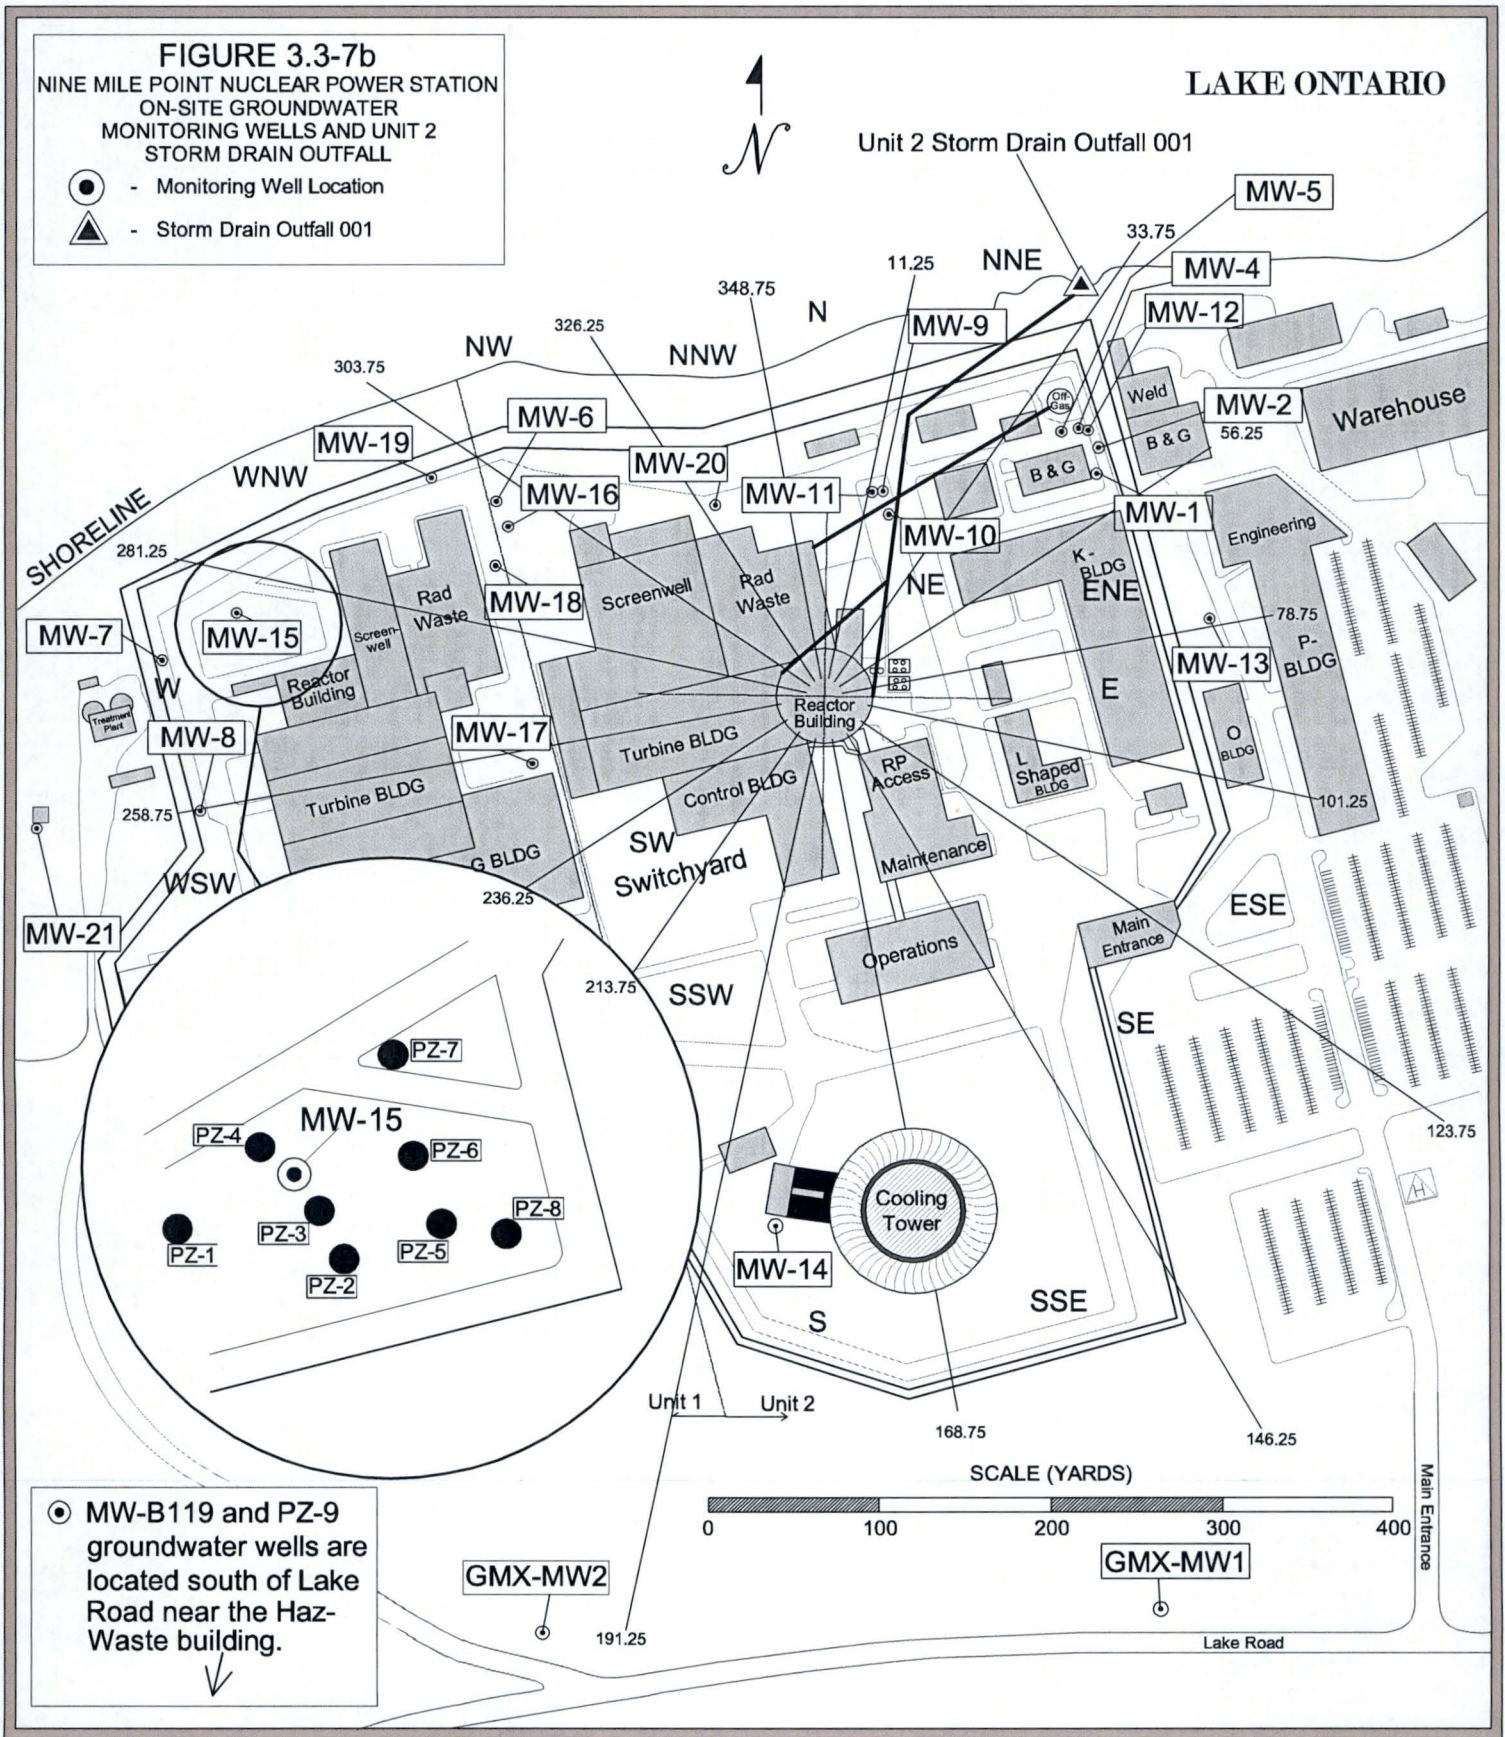 FIGURE 3.3-7b
NINE MILE POINT NUCLEAR POWER STATION
ON-SITE GROUNDWATER
MONITORING WELLS AND UNIT 2
STORM DRAIN OUTFALL
- Monitoring Well Location
- Storm Drain Outfall 001
N
LAKE ONTARIO
Unit 2 Storm Drain Outfall 001
MW-5
33.75
NNE
11.25
MW-4
348.75
N
MW-12
326.25
MW-9
NW
NNW
303.75
Off-
Gas
Weld
MW-2
Warehouse
MW-6
56.25
B & G
MW-19
MW-20
WNW
B & G
MW-16
MW-11
MW-1
SHORELINE
MW-10
Engineering
281.25
K-
BLDG
NE
ENE
Rad
Waste
Screenwell
Rad
Waste
MW-18
78.75
MW-7
MW-15
Screen-
well
P-
BLDG
MW-13
W
Reactor
Building
E
Treatment
Plant
Reactor
Building
MW-8
MW-17
Turbine BLDG
O
BLDG
RP
Access
L
Shaped
BLDG
Turbine BLDG
Control BLDG
101.25
258.75
SW
Switchyard
Maintenance
G BLDG
WSW
236.25
ESE
MW-21
Main
Entrance
Operations
213.75
SSW
SE
PZ-7
MW-15
PZ-4
PZ-6
123.75
H
PZ-8
Cooling
Tower
PZ-3
PZ-1
PZ-5
PZ-2
MW-14
SSE
S
Unit 1
Unit 2
168.75
146.25
SCALE (YARDS)
0 100 200 300 400
Main Entrance
MW-B119 and PZ-9
groundwater wells are
located south of Lake
Road near the Haz-
Waste building.
GMX-MW2
GMX-MW1
191.25
Lake Road